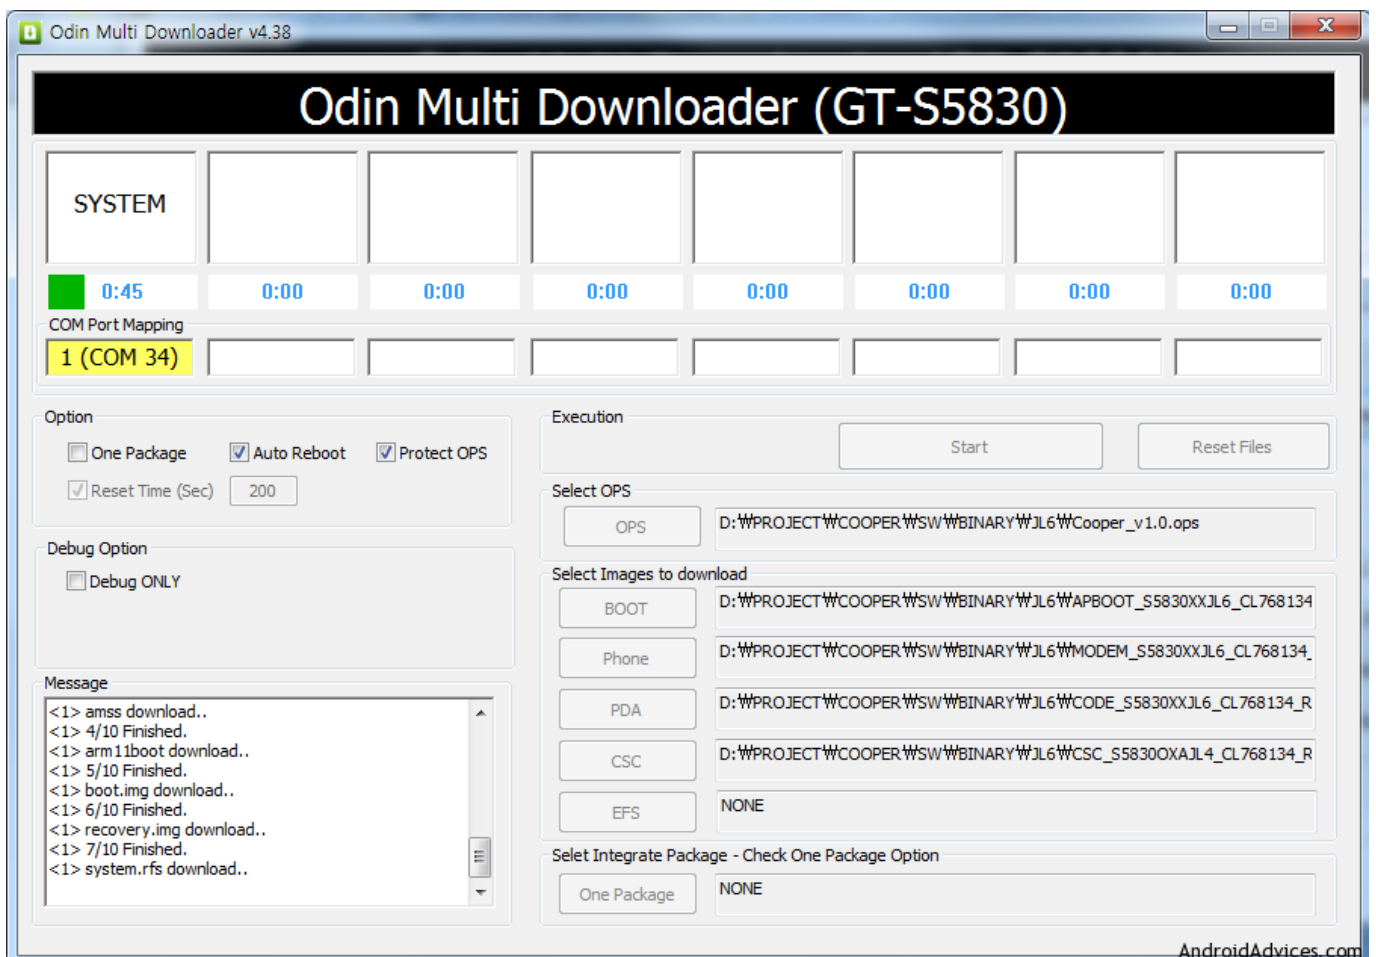 Odin Multi Downloader v4.38
Odin Multi Downloader (GT-S5830)
SYSTEM
0:45 0:00 0:00 0:00 0:00 0:00 0:00 0:00
COM Port Mapping
1 (COM 34)
Option
One Package Auto Reboot Protect OPS
Reset Time (Sec) 200
Debug Option
Debug ONLY
Message
<1> amss download..
<1> 4/10 Finished.
<1> arm11boot download..
<1> 5/10 Finished.
<1> boot.img download..
<1> 6/10 Finished.
<1> recovery.img download..
<1> 7/10 Finished.
<1> system.rfs download..
Execution
Start Reset Files
Select OPS
OPS D:₩PROJECT₩COOPER₩SW₩BINARY₩JL6₩Cooper_v1.0.ops
Select Images to download
BOOT D:₩PROJECT₩COOPER₩SW₩BINARY₩JL6₩APBOOT_S5830XXJL6_CL768134
Phone D:₩PROJECT₩COOPER₩SW₩BINARY₩JL6₩MODEM_S5830XXJL6_CL768134_
PDA D:₩PROJECT₩COOPER₩SW₩BINARY₩JL6₩CODE_S5830XXJL6_CL768134_R
CSC D:₩PROJECT₩COOPER₩SW₩BINARY₩JL6₩CSC_S5830OXAJL4_CL768134_R
EFS NONE
Selet Integrate Package - Check One Package Option
One Package NONE
AndroidAdvices.com